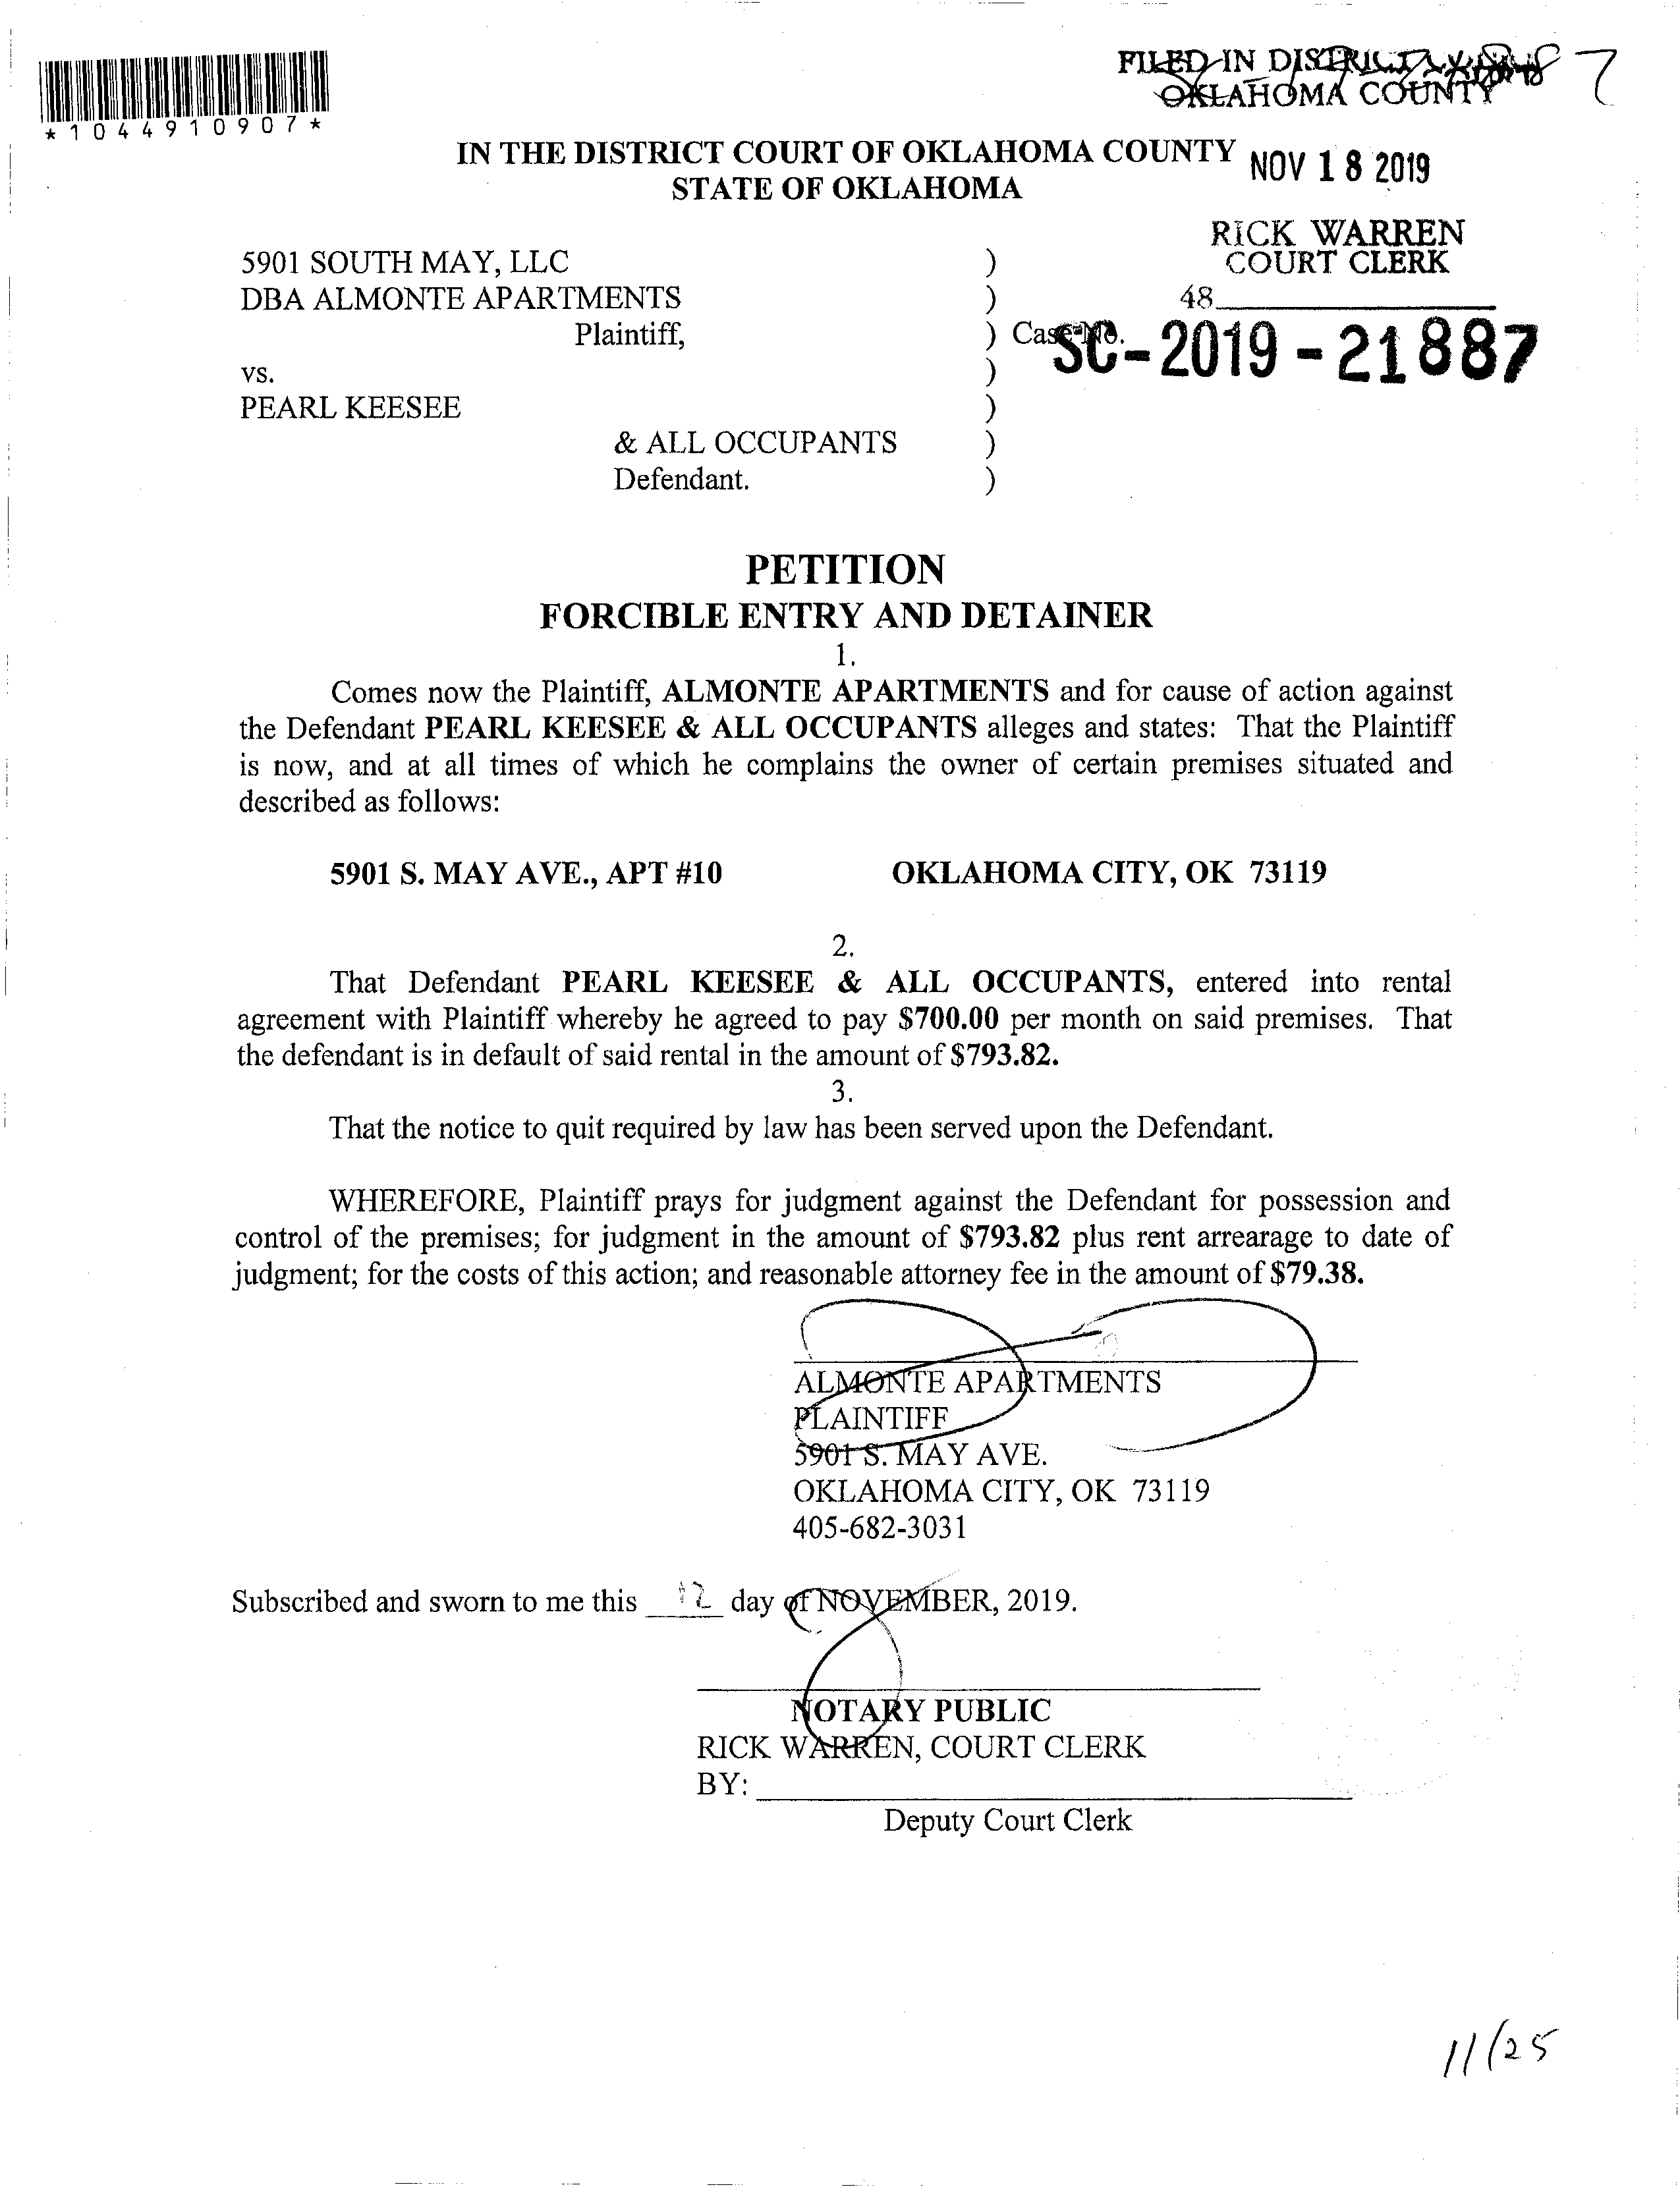 *1044910907*
FILED IN DISTRICT COURT
OKLAHOMA COUNTY
IN THE DISTRICT COURT OF OKLAHOMA COUNTY
STATE OF OKLAHOMA
NOV 18 2019
RICK WARREN
COURT CLERK
48
5901 SOUTH MAY, LLC )
DBA ALMONTE APARTMENTS )
Plaintiff, ) Case No.
SC-2019-21887
vs. )
PEARL KEESEE )
& ALL OCCUPANTS )
Defendant. )
PETITION
FORCIBLE ENTRY AND DETAINER
1.
Comes now the Plaintiff, ALMONTE APARTMENTS and for cause of action against
the Defendant PEARL KEESEE & ALL OCCUPANTS alleges and states: That the Plaintiff
is now, and at all times of which he complains the owner of certain premises situated and
described as follows:
5901 S. MAY AVE., APT #10 OKLAHOMA CITY, OK 73119
2.
That Defendant PEARL KEESEE & ALL OCCUPANTS, entered into rental
agreement with Plaintiff whereby he agreed to pay $700.00 per month on said premises. That
the defendant is in default of said rental in the amount of $793.82.
3.
That the notice to quit required by law has been served upon the Defendant.
WHEREFORE, Plaintiff prays for judgment against the Defendant for possession and
control of the premises; for judgment in the amount of $793.82 plus rent arrearage to date of
judgment; for the costs of this action; and reasonable attorney fee in the amount of $79.38.
ALMONTE APARTMENTS
PLAINTIFF
5901 S. MAY AVE.
OKLAHOMA CITY, OK 73119
405-682-3031
Subscribed and sworn to me this 12 day of NOVEMBER, 2019.
NOTARY PUBLIC
RICK WARREN, COURT CLERK
BY:
Deputy Court Clerk
11/25